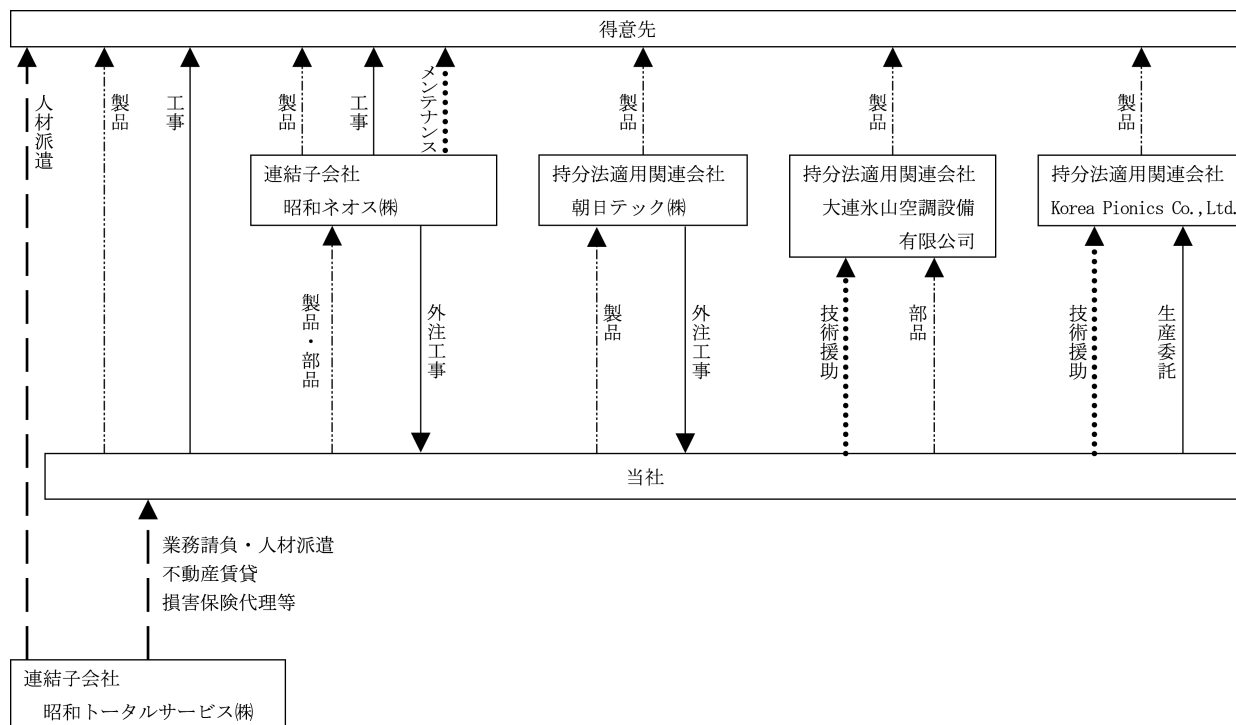 得意先
人材派遣
製品
工事
製品
工事
メンテナンス
製品
製品
製品
連結子会社
昭和ネオス㈱
持分法適用関連会社
朝日テック㈱
持分法適用関連会社
大連氷山空調設備
有限公司
持分法適用関連会社
Korea Pionics Co.,Ltd.
製品・部品
外注工事
製品
外注工事
技術援助
部品
技術援助
生産委託
当社
業務請負・人材派遣
不動産賃貸
損害保険代理等
連結子会社
昭和トータルサービス㈱